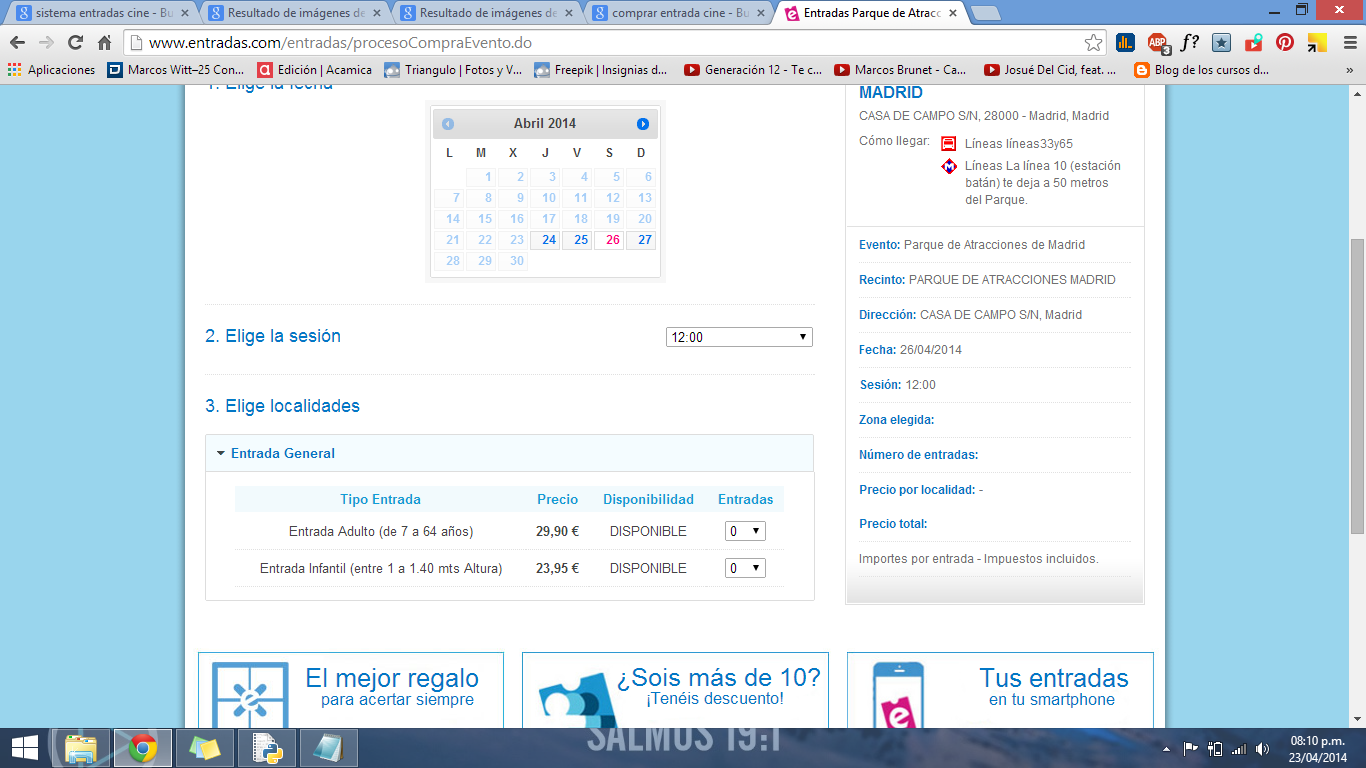 sistema entradas cine - Bu
Resultado de imágenes de
Resultado de imágenes de
comprar entrada cine - Bu
Entradas Parque de Atracc
www.entradas.com/entradas/procesoCompraEvento.do
ABP
3
f?
Aplicaciones
Marcos Witt–25 Con...
Edición | Acamica
Triangulo | Fotos y V...
Freepik | Insignias d...
Generación 12 - Te c...
Marcos Brunet - Ca...
Josué Del Cid, feat. ...
Blog de los cursos d...
»
1. Elige la fecha
Abril 2014
L M X J V S D
1 2 3 4 5 6
7 8 9 10 11 12 13
14 15 16 17 18 19 20
21 22 23 24 25 26 27
28 29 30
2. Elige la sesión
12:00
3. Elige localidades
Entrada General
Tipo Entrada Precio Disponibilidad Entradas
Entrada Adulto (de 7 a 64 años) 29,90 € DISPONIBLE 0
Entrada Infantil (entre 1 a 1.40 mts Altura) 23,95 € DISPONIBLE 0
MADRID
CASA DE CAMPO S/N, 28000 - Madrid, Madrid
Cómo llegar:
Líneas líneas33y65
Líneas La línea 10 (estación
batán) te deja a 50 metros
del Parque.
Evento: Parque de Atracciones de Madrid
Recinto: PARQUE DE ATRACCIONES MADRID
Dirección: CASA DE CAMPO S/N, Madrid
Fecha: 26/04/2014
Sesión: 12:00
Zona elegida:
Número de entradas:
Precio por localidad: -
Precio total:
Importes por entrada - Impuestos incluidos.
El mejor regalo
para acertar siempre
¿Sois más de 10?
¡Tenéis descuento!
Tus entradas
en tu smartphone
SALMOS 19:1
08:10 p.m.
23/04/2014